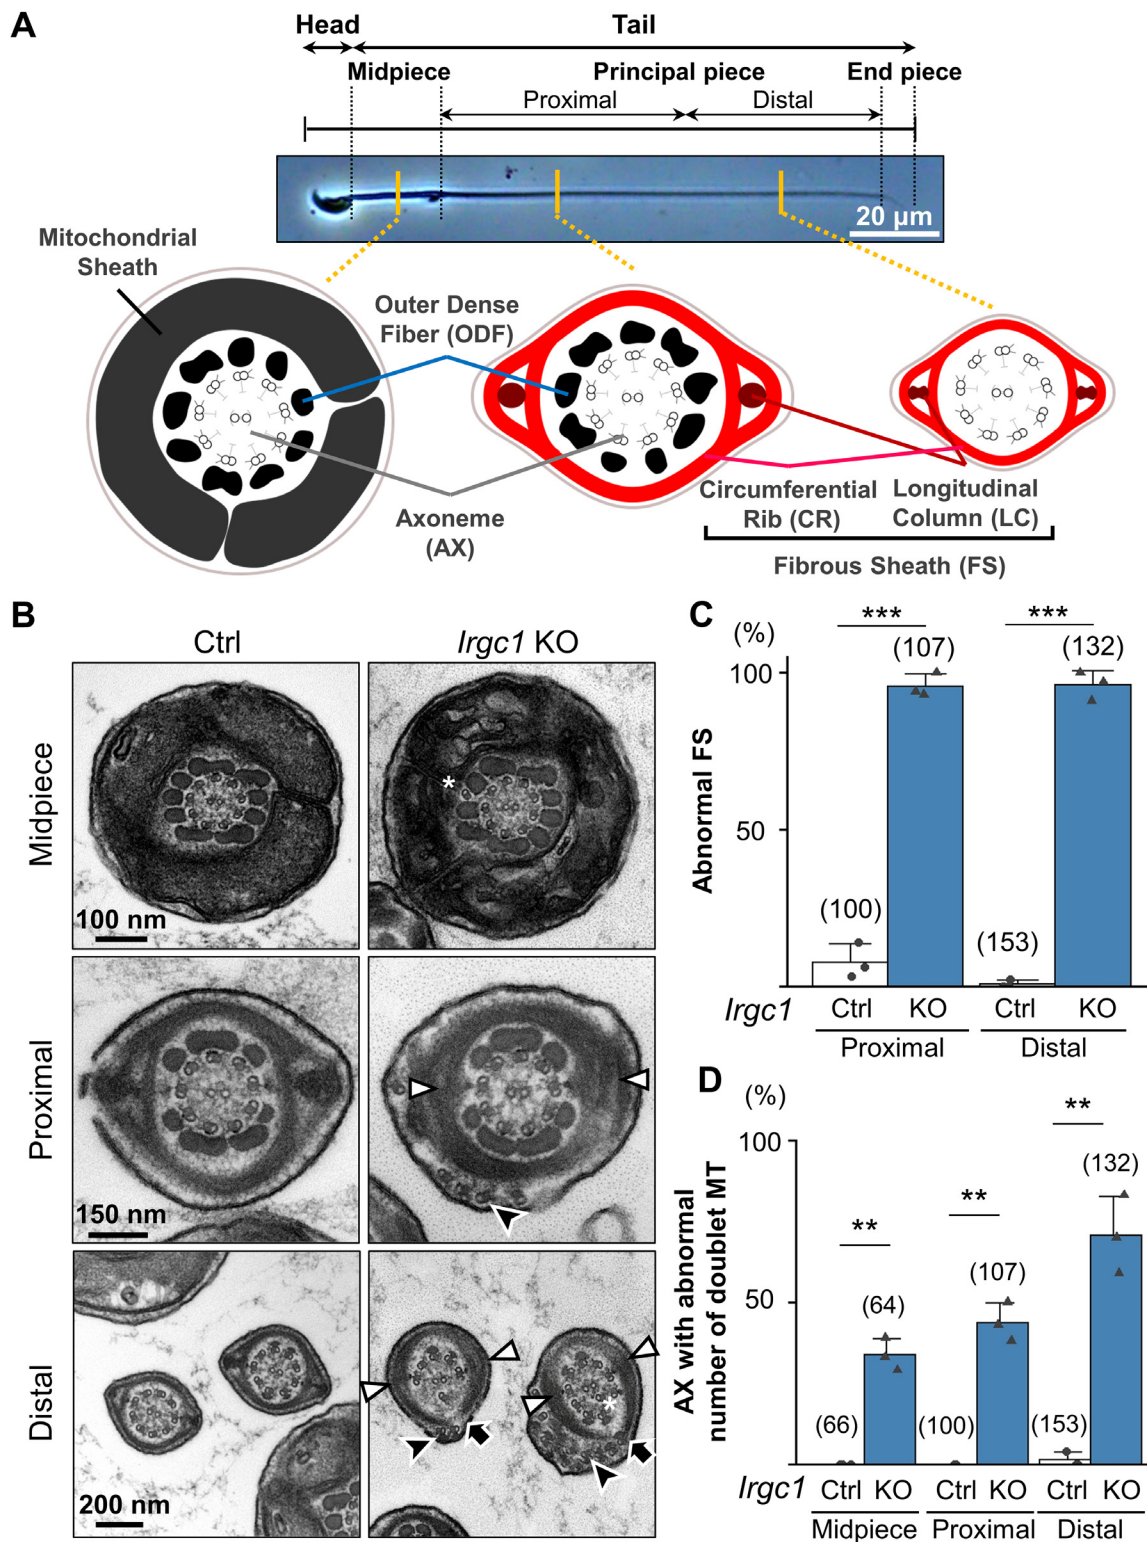 A
Head
Tail
Midpiece
Principal piece
End piece
Proximal
Distal
20 µm
Mitochondrial
Sheath
Outer Dense
Fiber (ODF)
Axoneme
(AX)
Circumferential
Rib (CR)
Longitudinal
Column (LC)
Fibrous Sheath (FS)
B
Ctrl
Irgc1 KO
Midpiece
*
100 nm
Proximal
150 nm
Distal
*
200 nm
C
(%)
***
***
(107)
(132)
100
Abnormal FS
50
(100)
(153)
Irgc1
Ctrl
KO
Ctrl
KO
Proximal
Distal
D
(%)
**
100
(132)
**
**
(107)
AX with abnormal
number of doublet MT
50
(64)
(66)
(100)
(153)
Irgc1
Ctrl
KO
Ctrl
KO
Ctrl
KO
Midpiece
Proximal
Distal